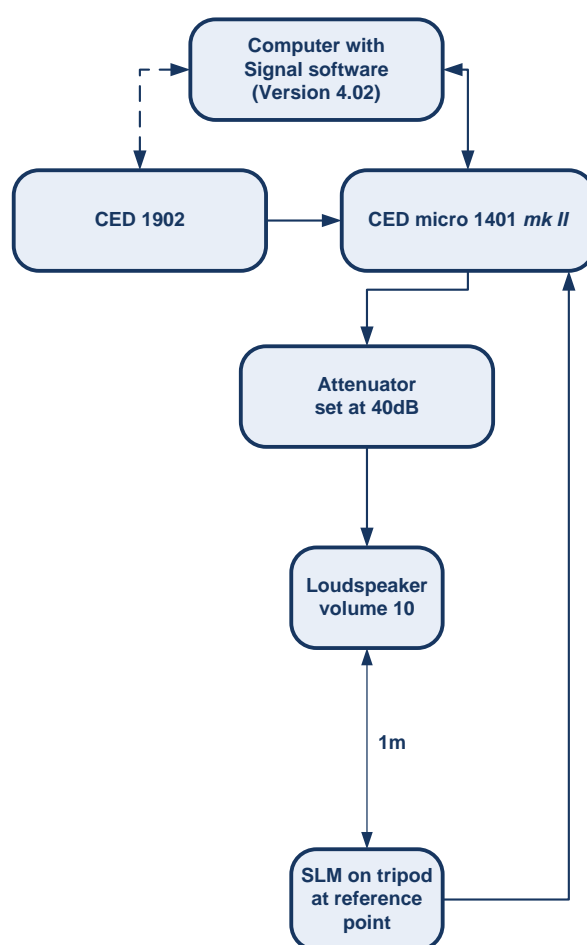 Computer with
Signal software
(Version 4.02)
CED 1902
CED micro 1401 mk II
Attenuator
set at 40dB
Loudspeaker
volume 10
1m
SLM on tripod
at reference
point